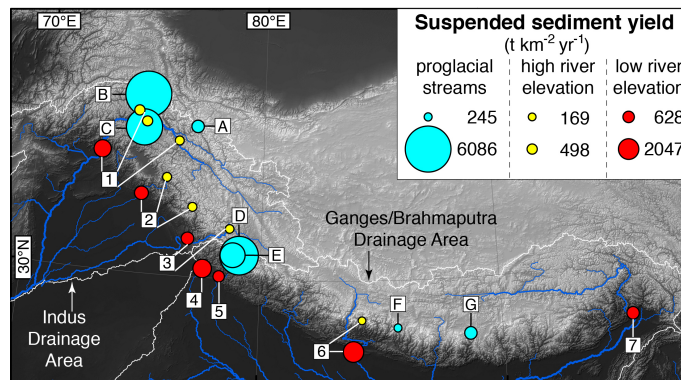 70°E
80°E
Suspended sediment yield
(t km-2 yr-1)
proglacial streams
high river elevation
low river elevation
245
169
628
6086
498
2047
B
C
A
1
2
D
Ganges/Brahmaputra
Drainage Area
30°N
3
E
4
5
Indus
Drainage
Area
F
G
6
7